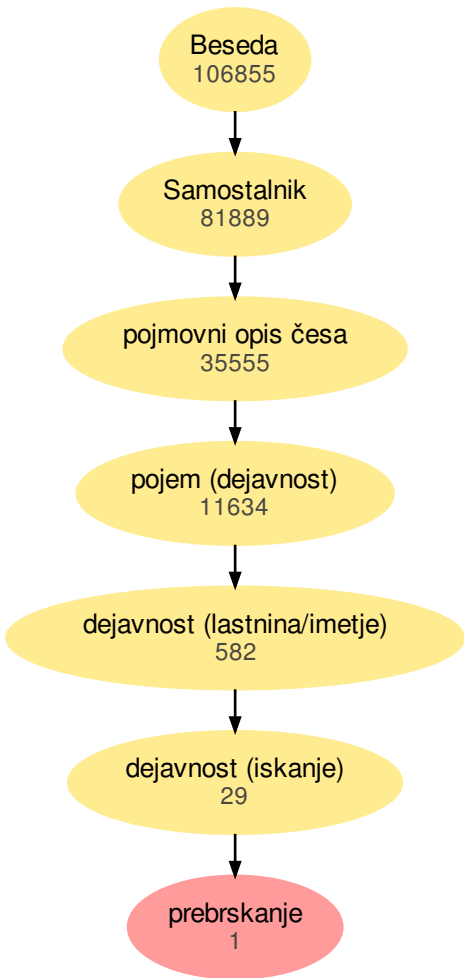 Beseda
106855
Samostalnik
81889
pojmovni opis česa
35555
pojem (dejavnost)
11634
dejavnost (lastnina/imetje)
582
dejavnost (iskanje)
29
prebrskanje
1